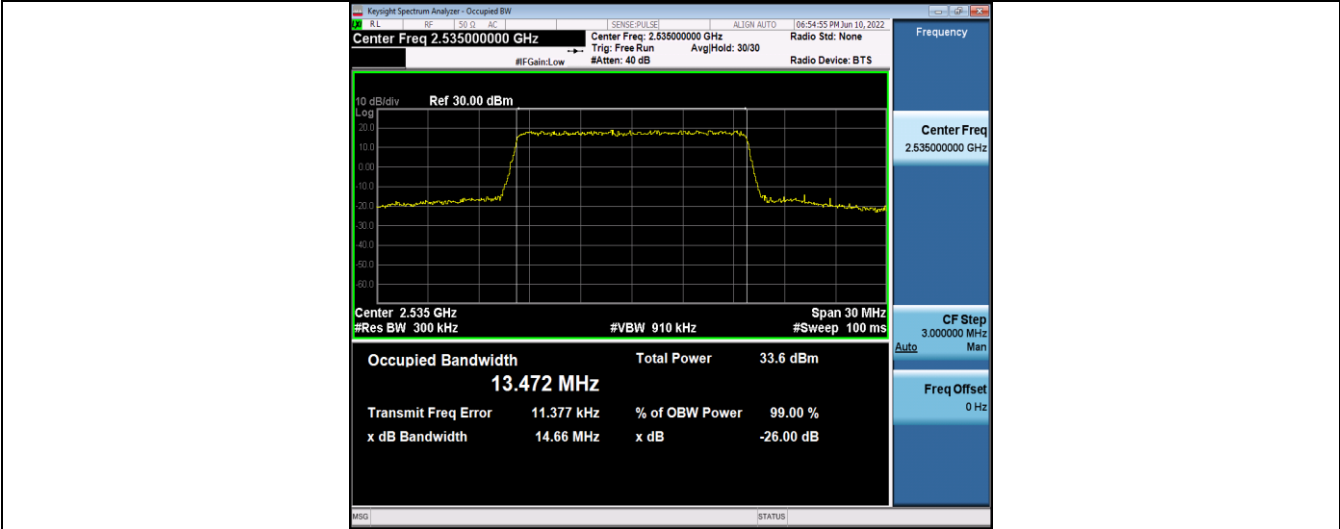 Keysight Spectrum Analyzer - Occupied BW
RL RF 50 Ω AC SENSE:PULSE ALIGN AUTO 06:54:55 PM Jun 10, 2022
Center Freq 2.535000000 GHz
Center Freq: 2.535000000 GHz Radio Std: None
Trig: Free Run Avg|Hold: 30/30
#IFGain:Low #Atten: 40 dB Radio Device: BTS
10 dB/div Ref 30.00 dBm
Log
20.0
10.0
0.00
-10.0
-20.0
-30.0
-40.0
-50.0
-60.0
Center 2.535 GHz Span 30 MHz
#Res BW 300 kHz #VBW 910 kHz #Sweep 100 ms
Occupied Bandwidth Total Power 33.6 dBm
13.472 MHz
Transmit Freq Error 11.377 kHz % of OBW Power 99.00 %
x dB Bandwidth 14.66 MHz x dB -26.00 dB
MSG STATUS
Frequency
Center Freq
2.535000000 GHz
CF Step
3.000000 MHz
Auto Man
Freq Offset
0 Hz